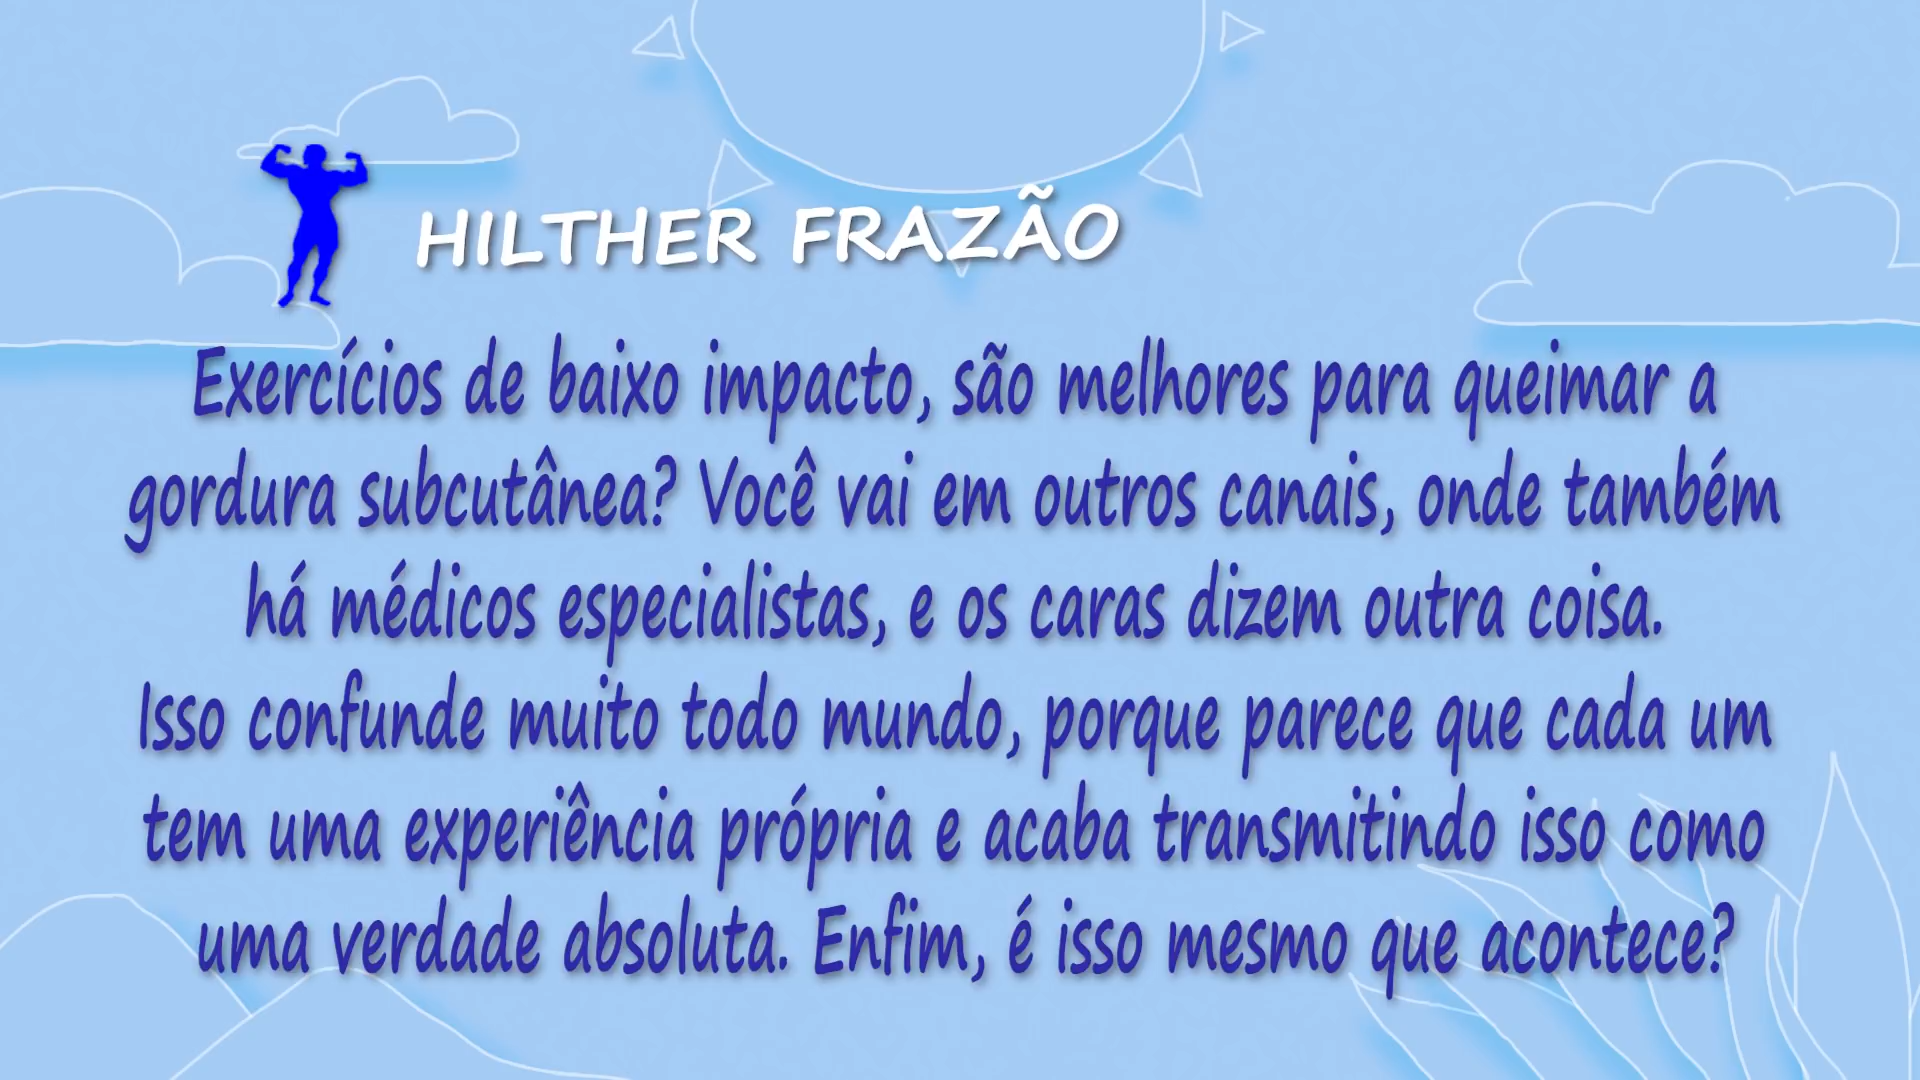 HILTHER FRAZÃO
Exercícios de baixo impacto, são melhores para queimar a
gordura subcutânea? Você vai em outros canais, onde também
há médicos especialistas, e os caras dizem outra coisa.
Isso confunde muito todo mundo, porque parece que cada um
tem uma experiência própria e acaba transmitindo isso como
uma verdade absoluta. Enfim, é isso mesmo que acontece?